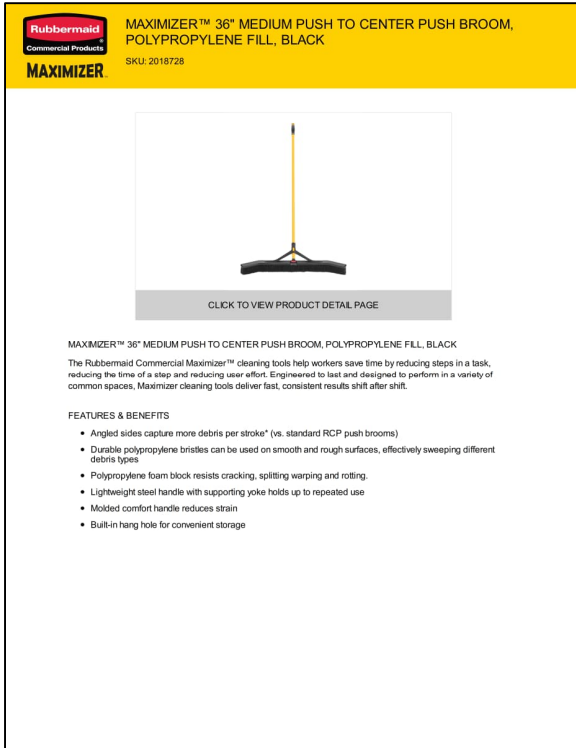 Rubbermaid
®
Commercial Products
MAXIMIZER™
MAXIMIZER™ 36" MEDIUM PUSH TO CENTER PUSH BROOM,
POLYPROPYLENE FILL, BLACK
SKU: 2018728
CLICK TO VIEW PRODUCT DETAIL PAGE
MAXIMIZER™ 36" MEDIUM PUSH TO CENTER PUSH BROOM, POLYPROPYLENE FILL, BLACK
The Rubbermaid Commercial Maximizer™ cleaning tools help workers save time by reducing steps in a task,
reducing the time of a step and reducing user effort. Engineered to last and designed to perform in a variety of
common spaces, Maximizer cleaning tools deliver fast, consistent results shift after shift.
FEATURES & BENEFITS
• Angled sides capture more debris per stroke* (vs. standard RCP push brooms)
• Durable polypropylene bristles can be used on smooth and rough surfaces, effectively sweeping different
debris types
• Polypropylene foam block resists cracking, splitting warping and rotting.
• Lightweight steel handle with supporting yoke holds up to repeated use
• Molded comfort handle reduces strain
• Built-in hang hole for convenient storage